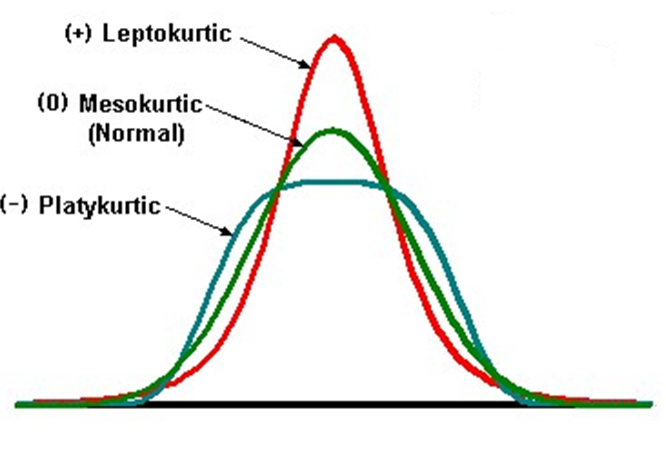 (+) Leptokurtic
(0) Mesokurtic
(Normal)
(-) Platykurtic